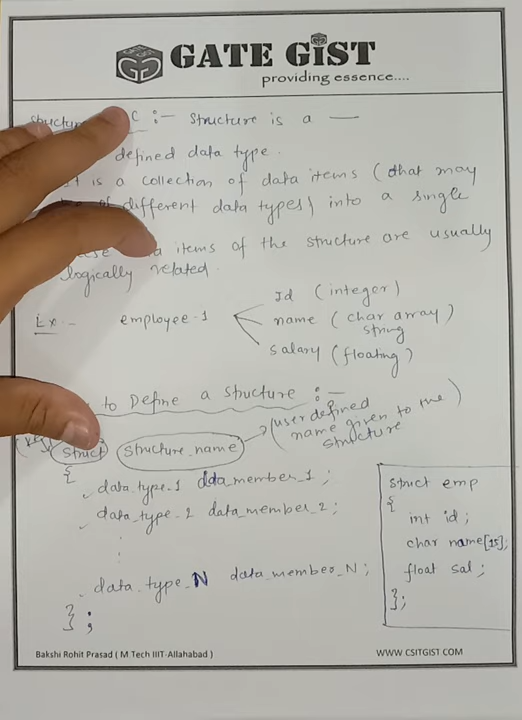 GATE GIST
providing essence....
Structure C :- Structure is a —
defined data type.
is a collection of data items (that may
different data types) into a single
items of the structure are usually
logically related.
Ex - employee-1
Id (integer)
name (char array)
string
salary (floating)
to Define a structure :-
(user defined
name given to the
structure)
struct structure_name
{
data_type_1 data_member_1;
data_type_2 data_member_2;
:
data_type_N data_member_N;
};
struct emp
{
int id;
char name[15];
float sal;
};
Bakshi Rohit Prasad ( M Tech IIIT-Allahabad )
WWW.CSITGIST.COM